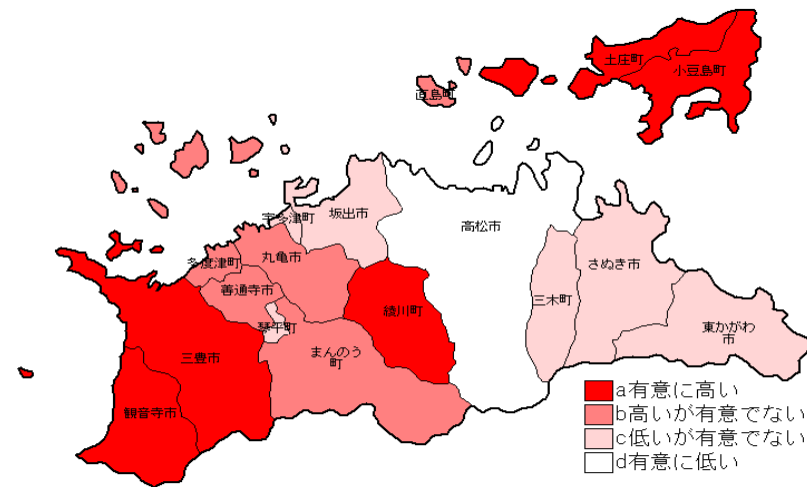 土庄町
小豆島町
直島町
宇多津町
坂出市
高松市
多度津町
丸亀市
さぬき市
善通寺市
綾川町
三木町
琴平町
東かがわ
市
三豊市
まんのう
町
観音寺市
a有意に高い
b高いが有意でない
c低いが有意でない
d有意に低い